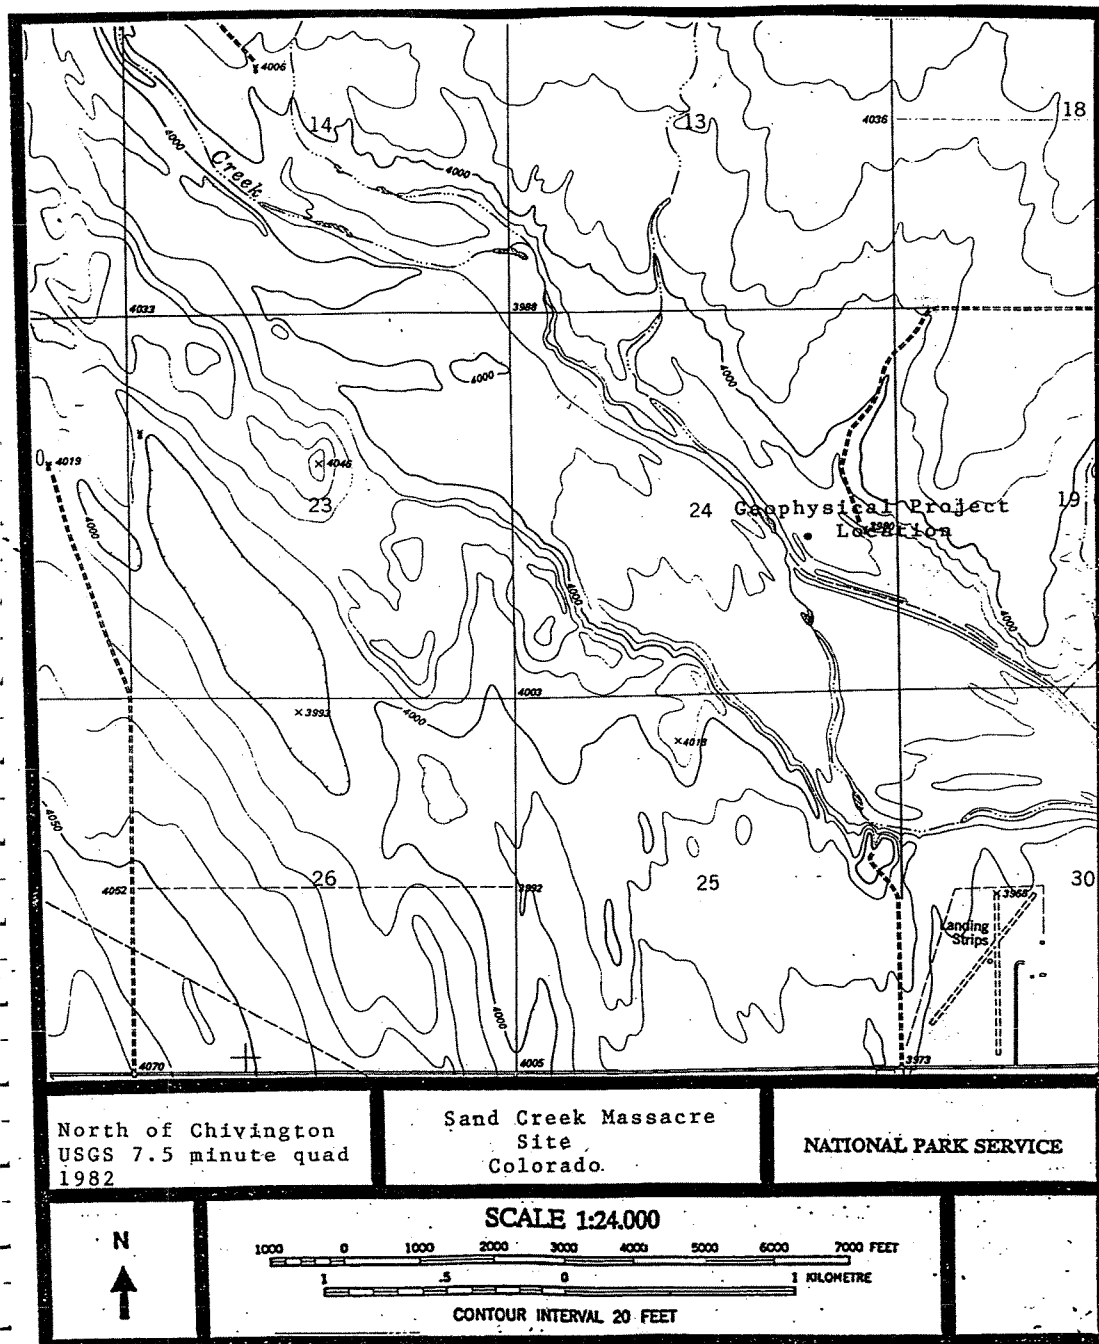 4006
14
13
4036
18
4000
Creek
4000
4033
3988
4000
4000
0
4019
4046
23
24
Geophysical Project
Location
3980
19
4000
4000
4000
4003
3993
4000
4018
4050
26
4052
3992
25
30
3965
Landing
Strips
4000
4070
4005
3973
North of Chivington
USGS 7.5 minute quad
1982
Sand Creek Massacre
Site
Colorado
NATIONAL PARK SERVICE
N
SCALE 1:24.000
1000 0 1000 2000 3000 4000 5000 6000 7000 FEET
1 .5 0 1 KILOMETRE
CONTOUR INTERVAL 20 FEET